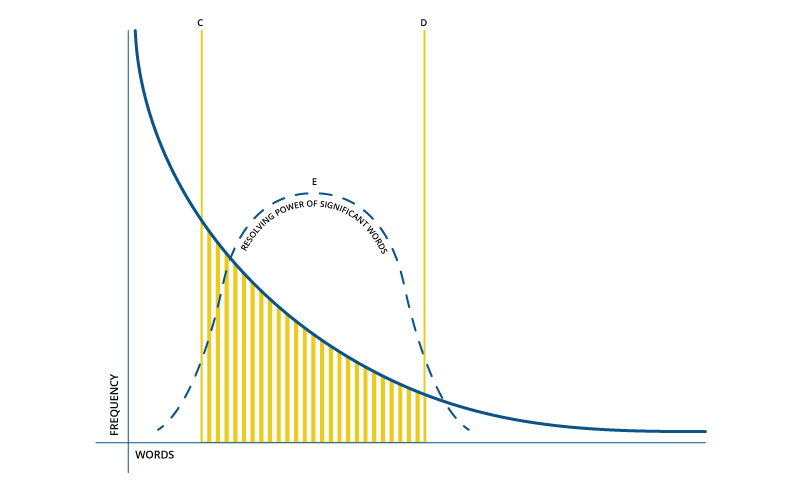 C
D
E
RESOLVING POWER OF SIGNIFICANT WORDS
FREQUENCY
WORDS